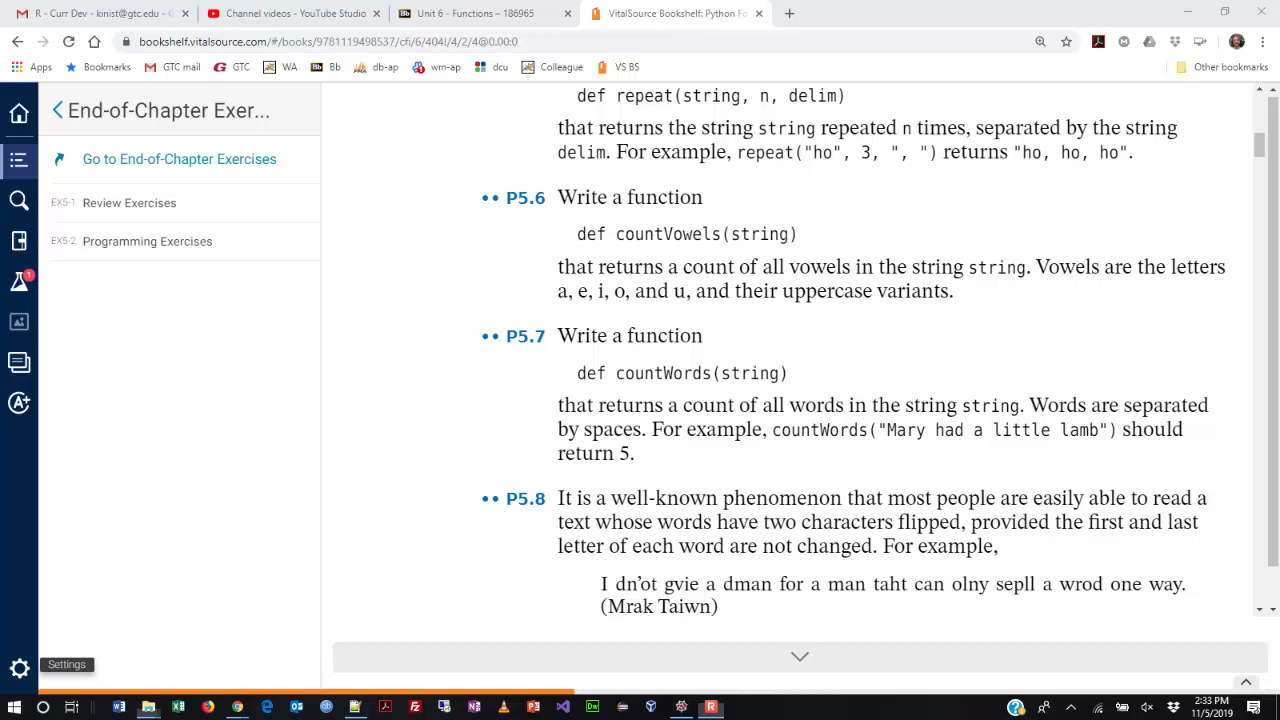 R - Curr Dev - kinist@gtc.edu - G
Channel videos - YouTube Studio
Unit 6 - Functions – 186965
VitalSource Bookshelf: Python Fo
bookshelf.vitalsource.com/#/books/9781119498537/cfi/6/404!/4/2/4@0.00:0
Apps Bookmarks GTC mail GTC WA Bb db-ap wm-ap dcu Colleague VS BS Other bookmarks
End-of-Chapter Exer...
Go to End-of-Chapter Exercises
EX5-1 Review Exercises
EX5-2 Programming Exercises
1
A+
Settings
def repeat(string, n, delim)
that returns the string string repeated n times, separated by the string
delim. For example, repeat("ho", 3, ", ") returns "ho, ho, ho".
•• P5.6 Write a function
def countVowels(string)
that returns a count of all vowels in the string string. Vowels are the letters
a, e, i, o, and u, and their uppercase variants.
•• P5.7 Write a function
def countWords(string)
that returns a count of all words in the string string. Words are separated
by spaces. For example, countWords("Mary had a little lamb") should
return 5.
•• P5.8 It is a well-known phenomenon that most people are easily able to read a
text whose words have two characters flipped, provided the first and last
letter of each word are not changed. For example,
I dn’ot gvie a dman for a man taht can olny sepll a wrod one way.
(Mrak Taiwn)
2:33 PM
11/5/2019